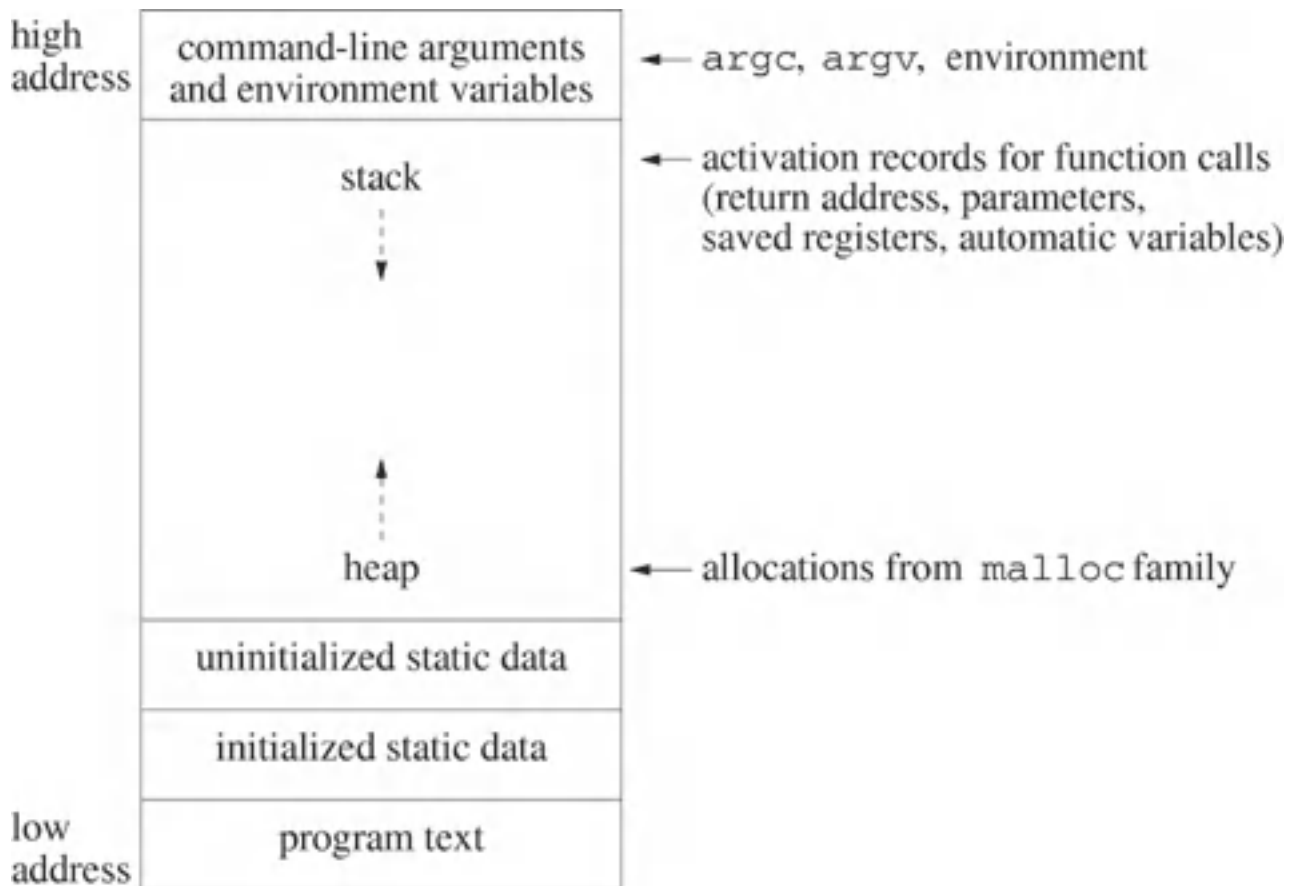 high
address
command-line arguments
and environment variables
argc, argv, environment
stack
activation records for function calls
(return address, parameters,
saved registers, automatic variables)
heap
allocations from malloc family
uninitialized static data
initialized static data
low
address
program text